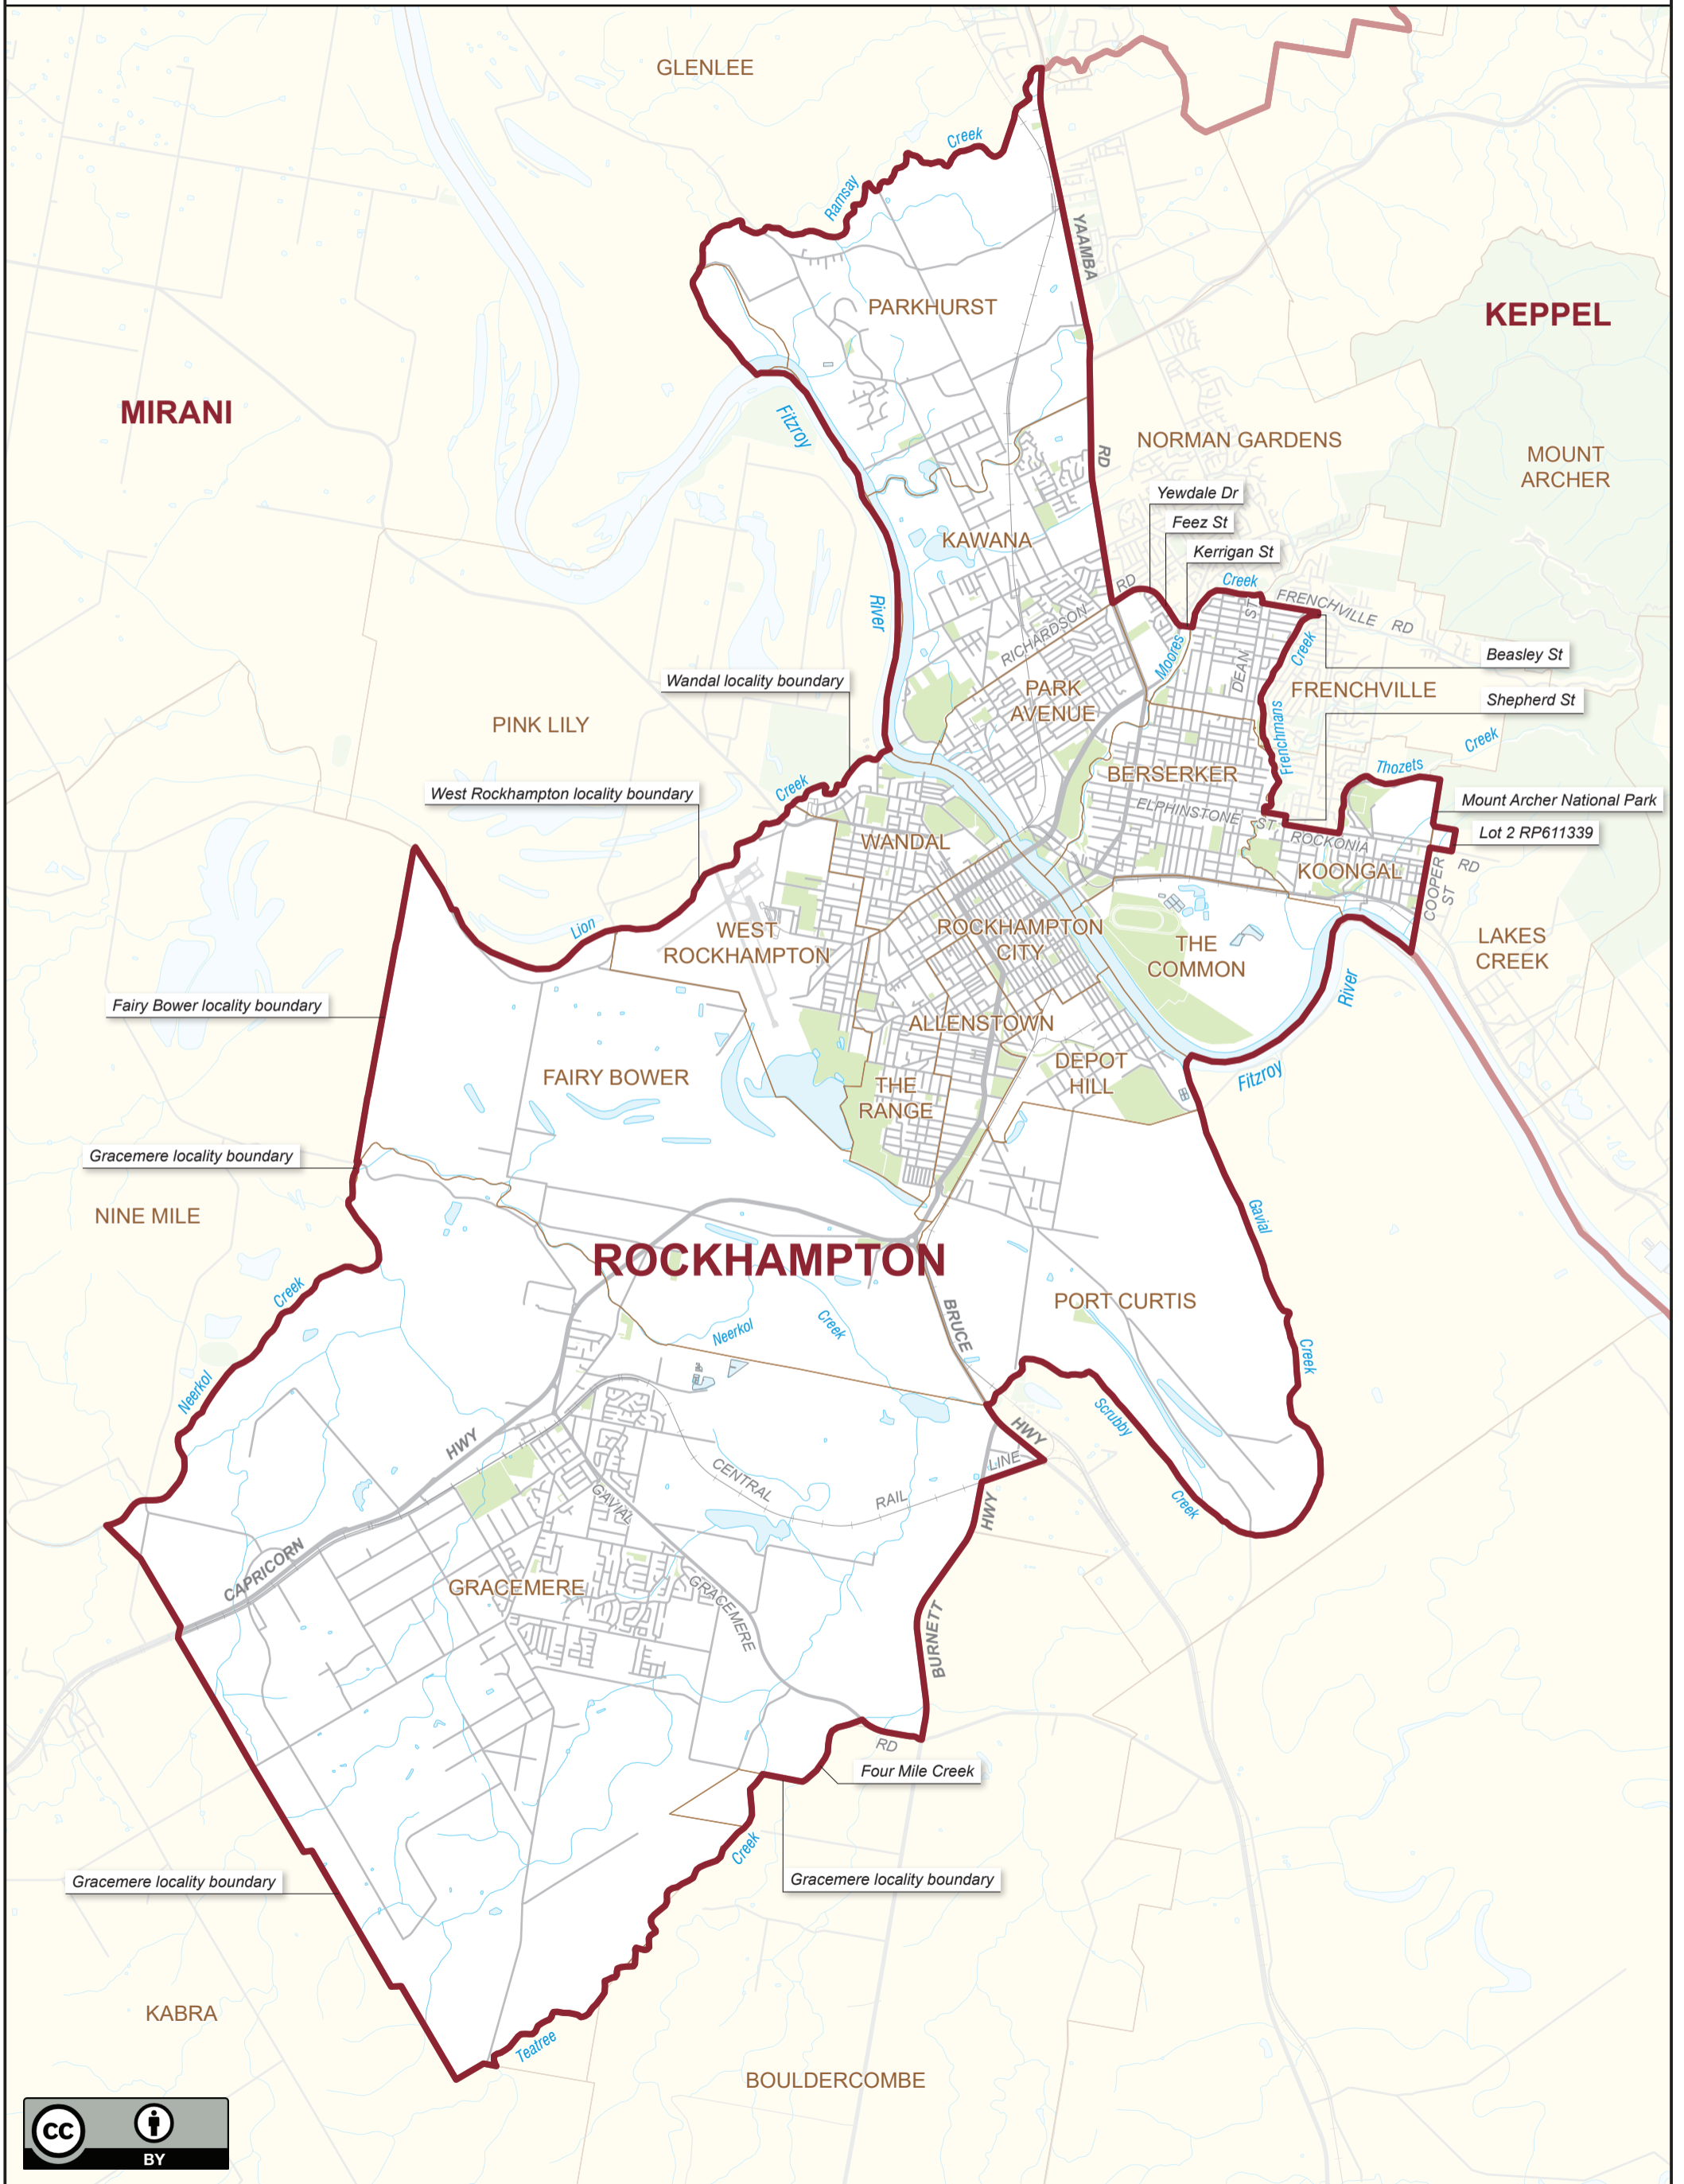 GLENLEE
Creek
Ramsay
YAAMBA
PARKHURST
KEPPEL
MIRANI
Fitzroy
NORMAN GARDENS
RD
MOUNT
ARCHER
Yewdale Dr
Feez St
KAWANA
Kerrigan St
RD
Creek
FRENCHVILLE RD
ST
River
RICHARDSON
Moores
Creek
Beasley St
DEAN
Wandal locality boundary
PARK
AVENUE
FRENCHVILLE
Shepherd St
PINK LILY
Frenchmans
Creek
Thozets
BERSERKER
Creek
West Rockhampton locality boundary
Mount Archer National Park
ELPHINSTONE ST
Lot 2 RP611339
WANDAL
ROCKONIA
RD
KOONGAL
COOPER
ST
Lion
WEST
ROCKHAMPTON
ROCKHAMPTON
CITY
THE
COMMON
LAKES
CREEK
River
Fairy Bower locality boundary
ALLENSTOWN
FAIRY BOWER
DEPOT
HILL
Fitzroy
THE
RANGE
Gracemere locality boundary
NINE MILE
Gavial
ROCKHAMPTON
Creek
PORT CURTIS
BRUCE
Creek
Neerkol
Creek
Neerkol
Scrubby
HWY
HWY
LINE
CENTRAL
RAIL
HWY
Creek
GAVIAL
CAPRICORN
GRACEMERE
GRACEMERE
BURNETT
RD
Four Mile Creek
Creek
Gracemere locality boundary
Gracemere locality boundary
KABRA
Teatree
BOULDERCOMBE
CC
BY